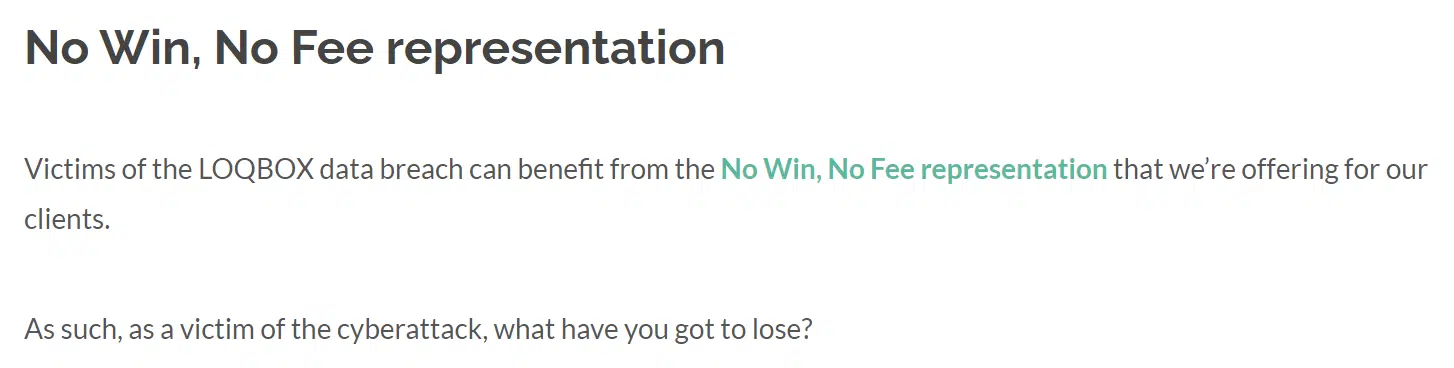 No Win, No Fee representation
Victims of the LOQBOX data breach can benefit from the No Win, No Fee representation that we’re offering for our
clients.
As such, as a victim of the cyberattack, what have you got to lose?